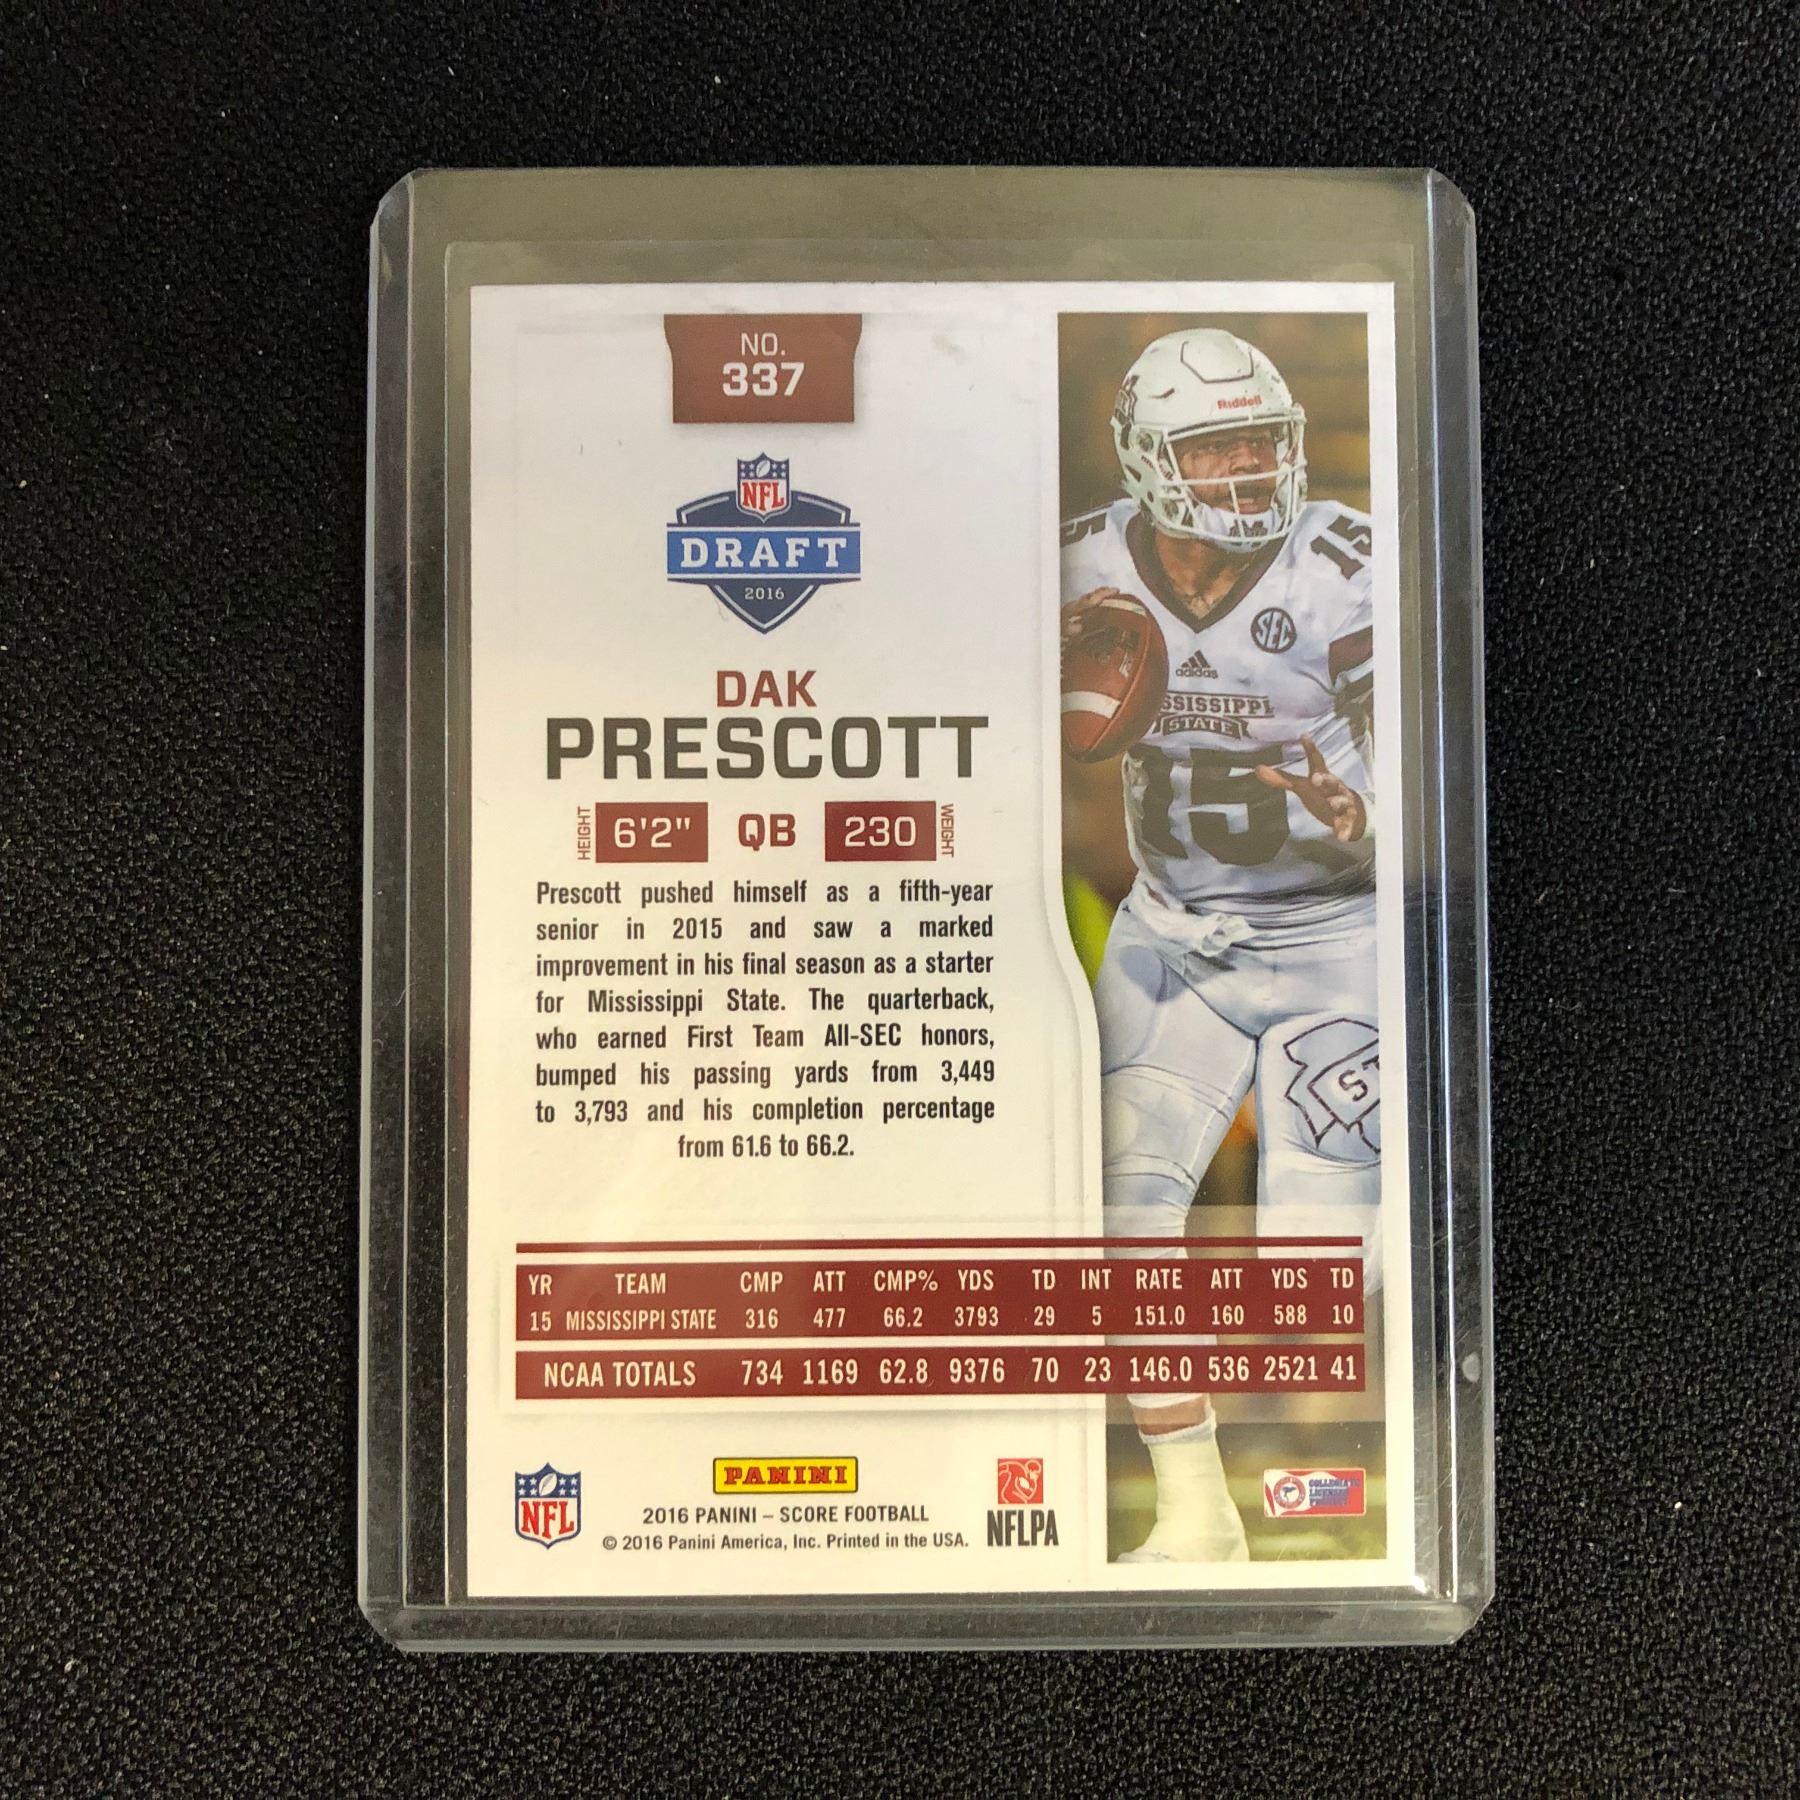 NO.
337
NFL
DRAFT
2016
DAK
PRESCOTT
HEIGHT 6'2" QB 230 WEIGHT
Prescott pushed himself as a fifth-year
senior in 2015 and saw a marked
improvement in his final season as a starter
for Mississippi State. The quarterback,
who earned First Team All-SEC honors,
bumped his passing yards from 3,449
to 3,793 and his completion percentage
from 61.6 to 66.2.
Riddell
15
SEC
adidas
SSISSIPPI
STATE
15
ST
YR TEAM CMP ATT CMP% YDS TD INT RATE ATT YDS TD
15 MISSISSIPPI STATE 316 477 66.2 3793 29 5 151.0 160 588 10
NCAA TOTALS 734 1169 62.8 9376 70 23 146.0 536 2521 41
NFL
PANINI
2016 PANINI – SCORE FOOTBALL
© 2016 Panini America, Inc. Printed in the USA.
NFLPA
COLLEGIATE
LICENSED
PRODUCT